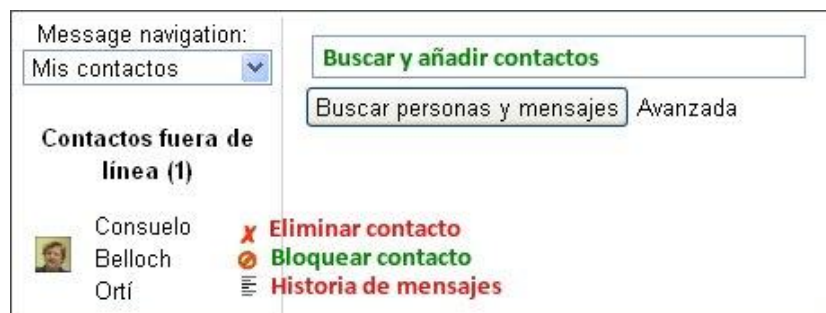 Message navigation:
Mis contactos
Contactos fuera de
línea (1)
Consuelo
Belloch
Ortí
Eliminar contacto
Bloquear contacto
Historia de mensajes
Buscar y añadir contactos
Buscar personas y mensajes Avanzada